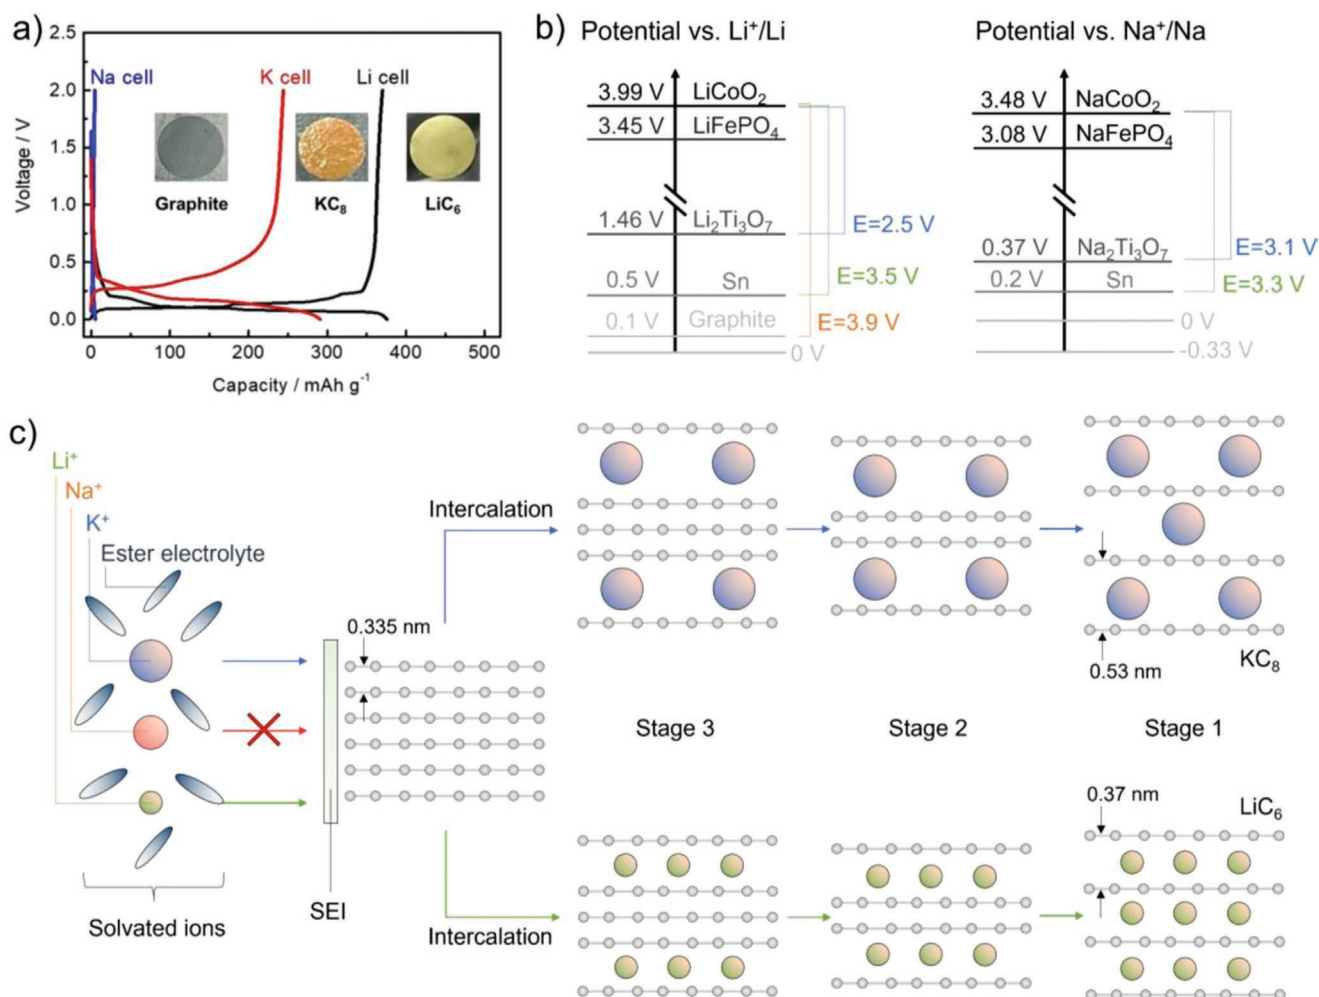 a)
2.5
2.0
1.5
1.0
0.5
0.0
Voltage / V
Na cell
K cell
Li cell
Graphite
KC₈
LiC₆
0
100
200
300
400
500
Capacity / mAh g⁻¹
b)
Potential vs. Li⁺/Li
3.99 V
LiCoO₂
3.45 V
LiFePO₄
1.46 V
Li₂Ti₃O₇
E=2.5 V
0.5 V
Sn
E=3.5 V
0.1 V
Graphite
E=3.9 V
0 V
Potential vs. Na⁺/Na
3.48 V
NaCoO₂
3.08 V
NaFePO₄
0.37 V
Na₂Ti₃O₇
E=3.1 V
0.2 V
Sn
E=3.3 V
0 V
-0.33 V
c)
Li⁺
Na⁺
K⁺
Ester electrolyte
Solvated ions
SEI
0.335 nm
Intercalation
Intercalation
Stage 3
Stage 2
Stage 1
0.53 nm
KC₈
0.37 nm
LiC₆